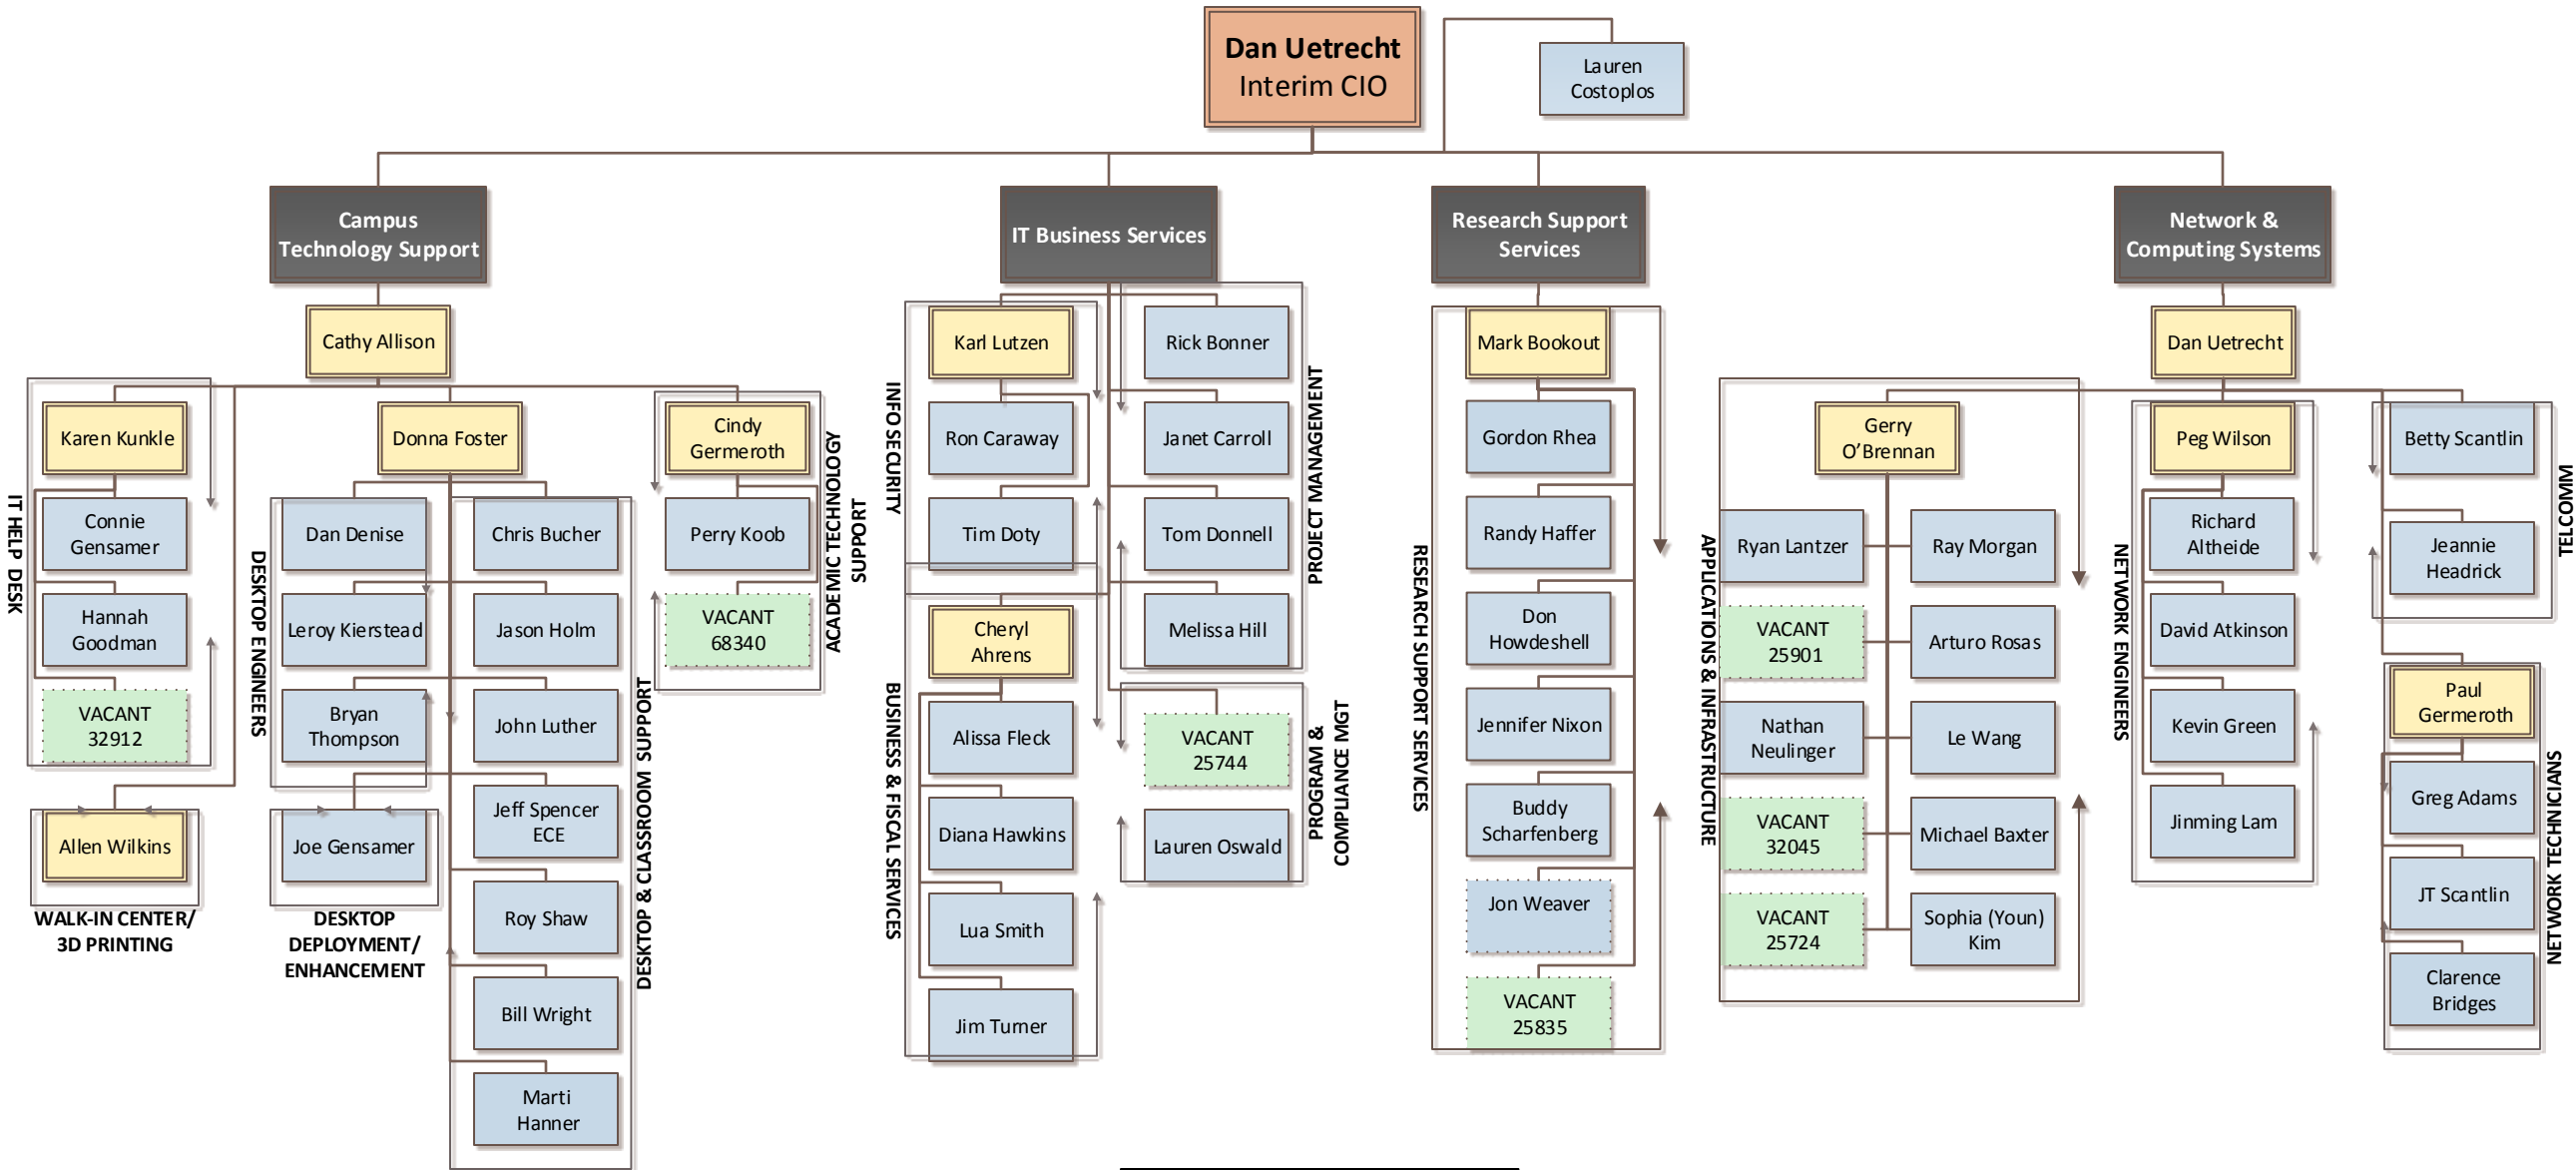 Dan Uetrecht
Interim CIO
Lauren
Costoplos
Campus
Technology Support
IT Business Services
Research Support
Services
Network &
Computing Systems
Cathy Allison
Karen Kunkle
Connie
Gensamer
Hannah
Goodman
VACANT
32912
IT HELP DESK
Allen Wilkins
WALK-IN CENTER/
3D PRINTING
Donna Foster
Dan Denise
Leroy Kierstead
Bryan
Thompson
DESKTOP ENGINEERS
Joe Gensamer
DESKTOP
DEPLOYMENT/
ENHANCEMENT
Chris Bucher
Jason Holm
John Luther
Jeff Spencer
ECE
Roy Shaw
Bill Wright
Marti
Hanner
DESKTOP & CLASSROOM SUPPORT
Cindy
Germeroth
Perry Koob
VACANT
68340
ACADEMIC TECHNOLOGY
SUPPORT
Karl Lutzen
Ron Caraway
Tim Doty
INFO SECURITY
Cheryl
Ahrens
Alissa Fleck
Diana Hawkins
Lua Smith
Jim Turner
BUSINESS & FISCAL SERVICES
Rick Bonner
Janet Carroll
Tom Donnell
Melissa Hill
PROJECT MANAGEMENT
VACANT
25744
Lauren Oswald
PROGRAM &
COMPLIANCE MGT
Mark Bookout
Gordon Rhea
Randy Haffer
Don
Howdeshell
Jennifer Nixon
Buddy
Scharfenberg
Jon Weaver
VACANT
25835
RESEARCH SUPPORT SERVICES
Dan Uetrecht
Gerry
O’Brennan
Ryan Lantzer
Ray Morgan
VACANT
25901
Arturo Rosas
Nathan
Neulinger
Le Wang
VACANT
32045
Michael Baxter
VACANT
25724
Sophia (Youn)
Kim
APPLICATIONS & INFRASTRUCTURE
Peg Wilson
Richard
Altheide
David Atkinson
Kevin Green
Jinming Lam
NETWORK ENGINEERS
Betty Scantlin
Jeannie
Headrick
TELCOM
Paul
Germeroth
Greg Adams
JT Scantlin
Clarence
Bridges
NETWORK TECHNICIANS